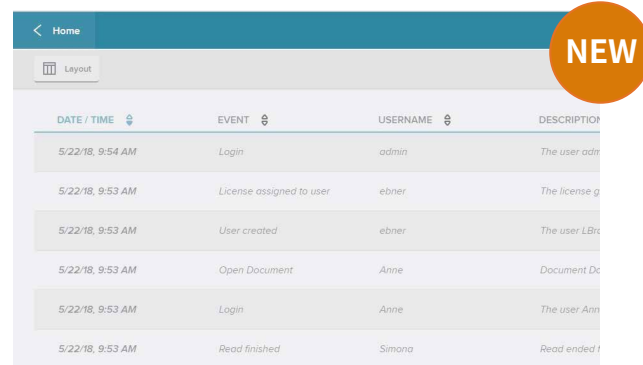 Home
NEW
Layout
DATE / TIME EVENT USERNAME DESCRIPTION
5/22/18, 9:54 AM Login admin The user adm
5/22/18, 9:53 AM License assigned to user ebner The license g
5/22/18, 9:53 AM User created ebner The user LBra
5/22/18, 9:53 AM Open Document Anne Document Do
5/22/18, 9:53 AM Login Anne The user Ann
5/22/18, 9:53 AM Read finished Simona Read ended f